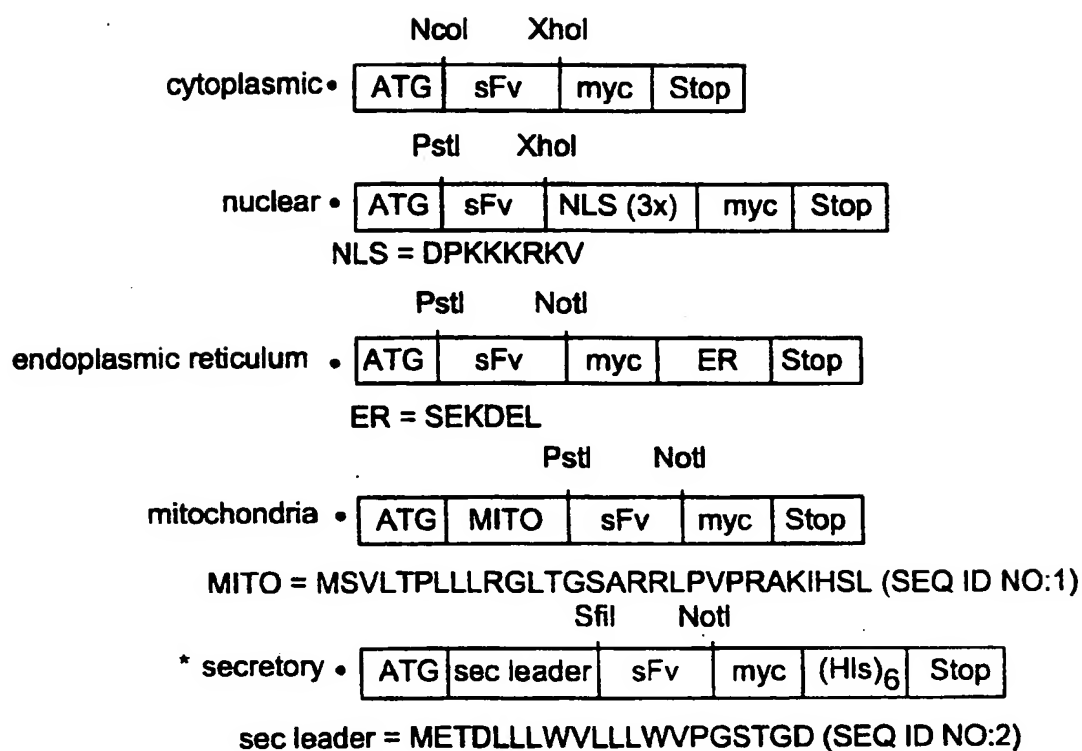 NcoI XhoI
cytoplasmic • ATG sFv myc Stop
PstI XhoI
nuclear • ATG sFv NLS (3x) myc Stop
NLS = DPKKKRKV
PstI NotI
endoplasmic reticulum • ATG sFv myc ER Stop
ER = SEKDEL
PstI NotI
mitochondria • ATG MITO sFv myc Stop
MITO = MSVLTPLLLRGLTGSARRLPVPRAKIHSL (SEQ ID NO:1)
SfiI NotI
* secretory • ATG sec leader sFv myc (His)6 Stop
sec leader = METDLLLWVLLLWVPGSTGD (SEQ ID NO:2)